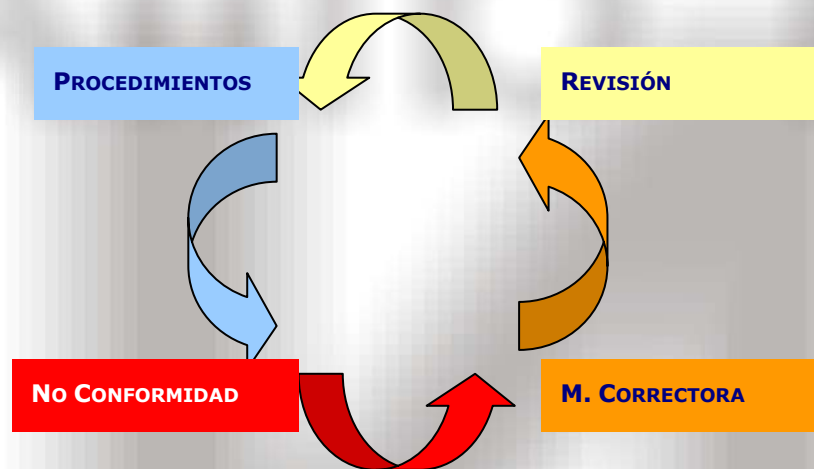 PROCEDIMIENTOS
REVISIÓN
NO CONFORMIDAD
M. CORRECTORA